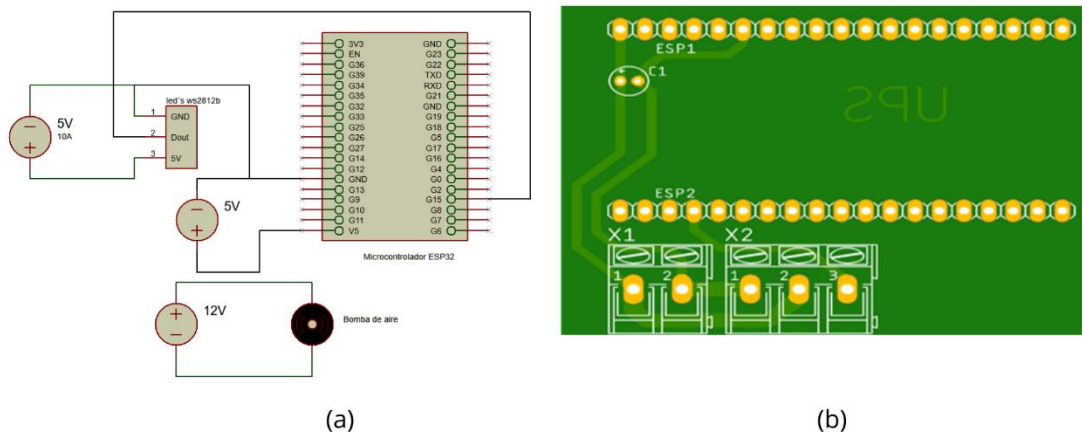 led`s ws2812b
1
GND
2
Dout
3
5V
5V
10A
5V
12V
Bomba de aire
3V3
EN
G36
G39
G34
G35
G32
G33
G25
G26
G27
G14
G12
GND
G13
G9
G10
G11
V5
GND
G23
G22
TXD
RXD
G21
GND
G19
G18
G5
G17
G16
G4
G0
G2
G15
G8
G7
G6
Microcontrolador ESP32
(a)
ESP1
+ C1
UPS
ESP2
X1 X2
1 2 1 2 3
(b)